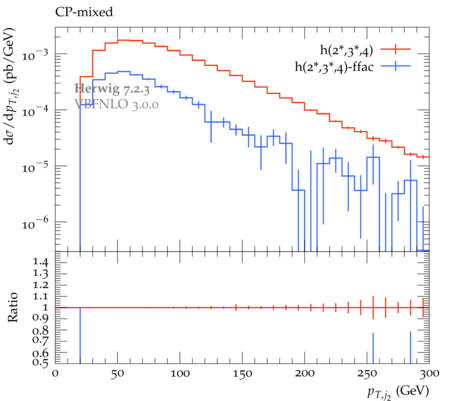 CP-mixed
h(2*,3*,4)
h(2*,3*,4)-ffac
Herwig 7.2.3
VBFNLO 3.0.0
dσ/dp_{T,j_2} (pb/GeV)
10^{-3}
10^{-4}
10^{-5}
10^{-6}
Ratio
1.4
1.3
1.2
1.1
1
0.9
0.8
0.7
0.6
0.5
0 50 100 150 200 250 300
p_{T,j_2} (GeV)